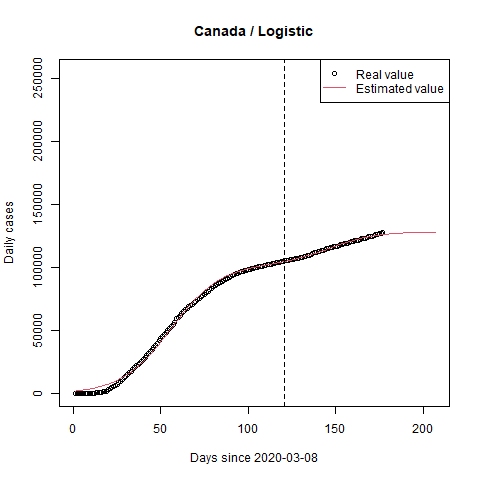 Canada / Logistic
Real value
Estimated value
Daily cases
250000
200000
150000
100000
50000
0
0 50 100 150 200
Days since 2020-03-08